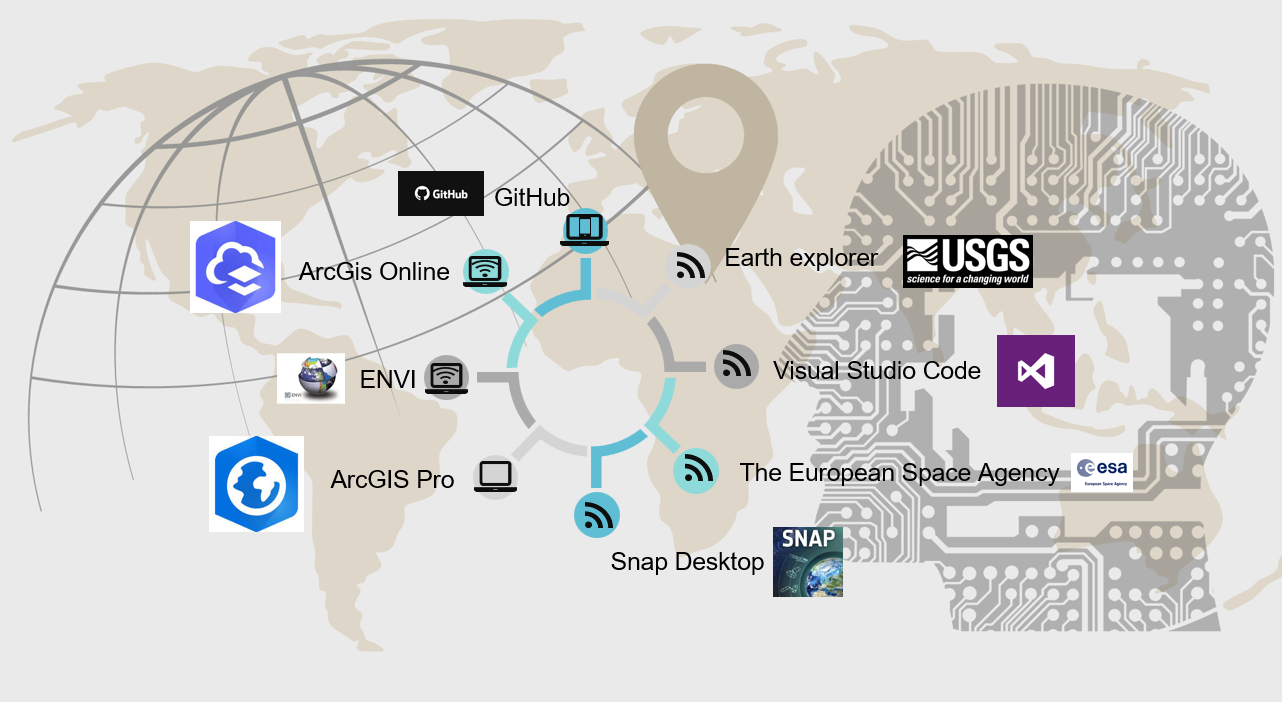 GitHub
GitHub
ArcGis Online
Earth explorer
USGS
science for a changing world
ENVI
ENVI
Visual Studio Code
ArcGIS Pro
The European Space Agency
esa
European Space Agency
Snap Desktop
SNAP